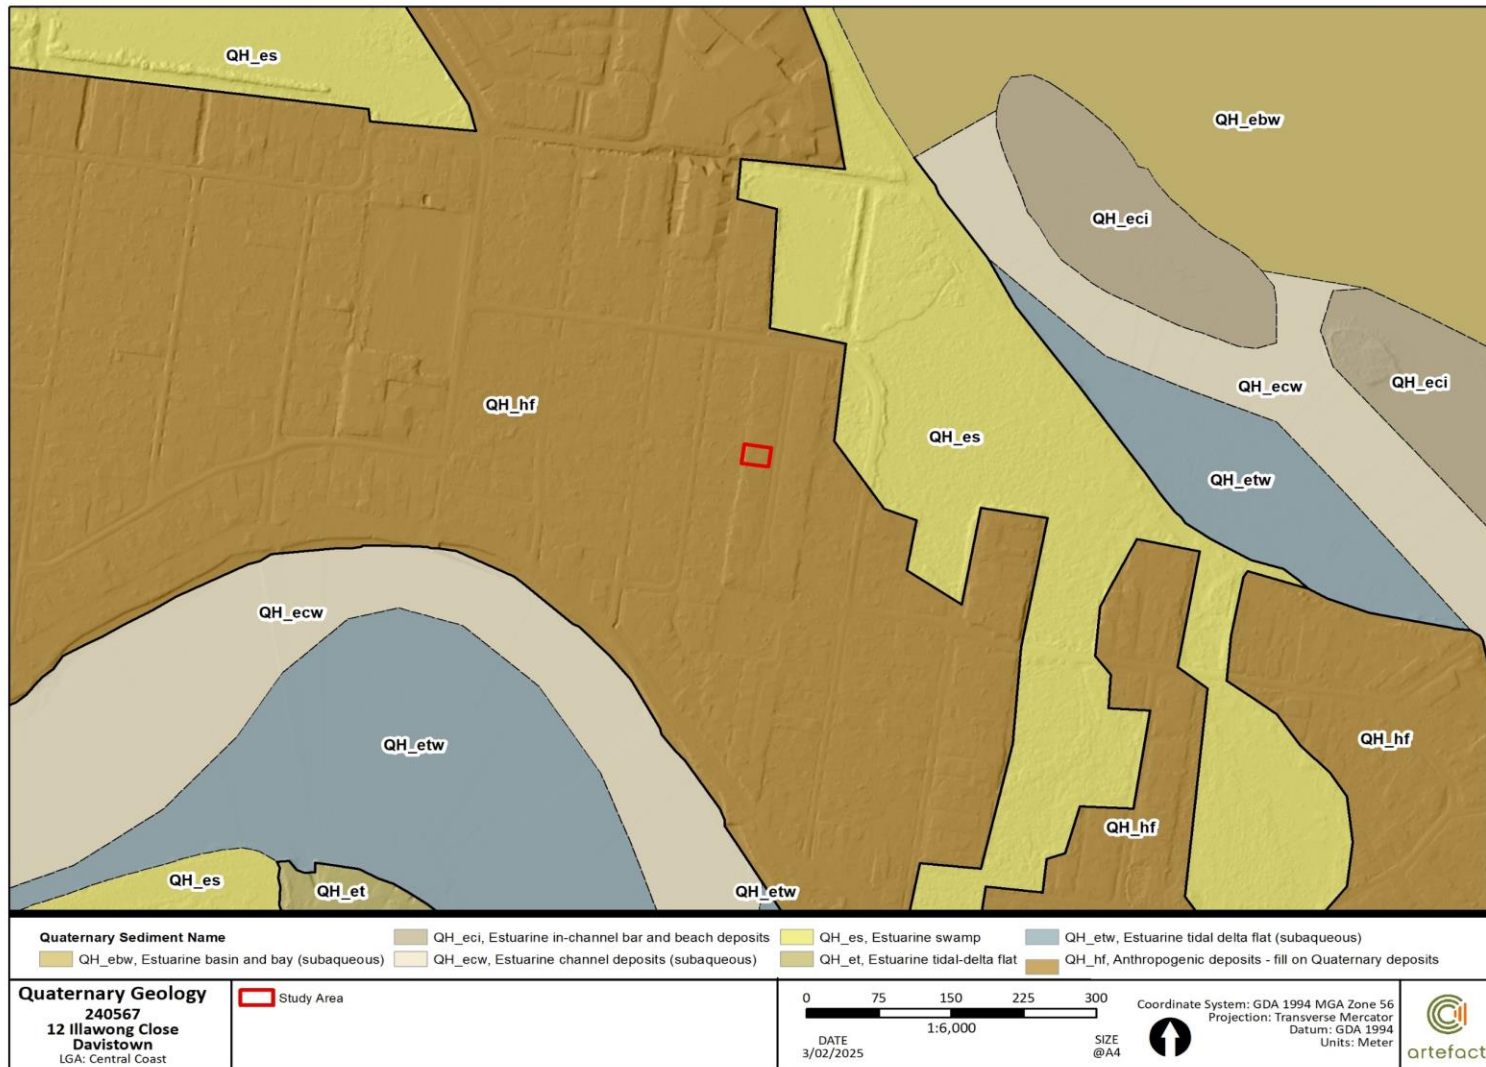 QH_es
QH_ebw
QH_eci
QH_ecw
QH_eci
QH_hf
QH_es
QH_etw
QH_ecw
QH_etw
QH_hf
QH_hf
QH_es
QH_et
QH_etw
Quaternary Sediment Name
QH_ebw, Estuarine basin and bay (subaqueous)
QH_eci, Estuarine in-channel bar and beach deposits
QH_ecw, Estuarine channel deposits (subaqueous)
QH_es, Estuarine swamp
QH_et, Estuarine tidal-delta flat
QH_etw, Estuarine tidal delta flat (subaqueous)
QH_hf, Anthropogenic deposits - fill on Quaternary deposits
Quaternary Geology
240567
12 Illawong Close
Davistown
LGA: Central Coast
Study Area
0 75 150 225 300
1:6,000
DATE
3/02/2025
SIZE
@A4
Coordinate System: GDA 1994 MGA Zone 56
Projection: Transverse Mercator
Datum: GDA 1994
Units: Meter
artefact